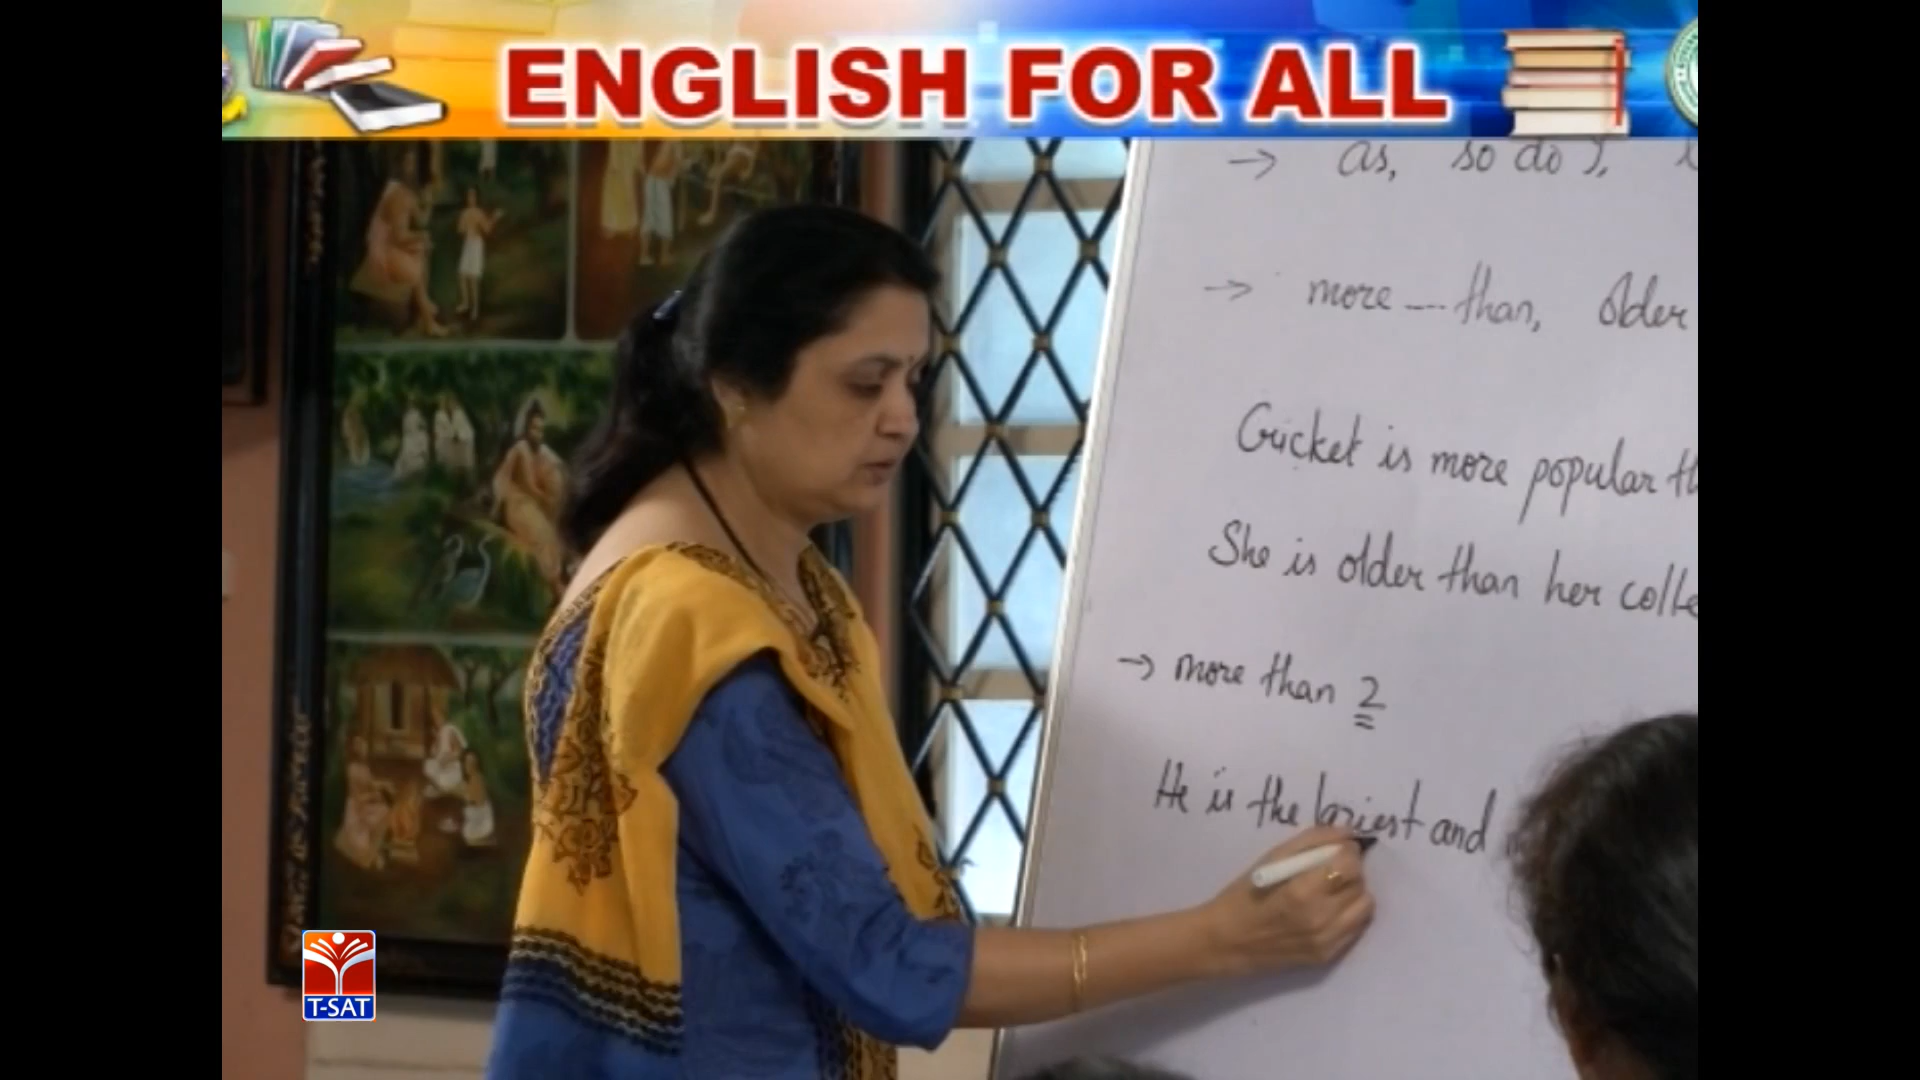 ENGLISH FOR ALL
→ as, so do I,
→ more — than, older
Cricket is more popular th
She is older than her colle
→ more than 2
He is the laziest and
T-SAT